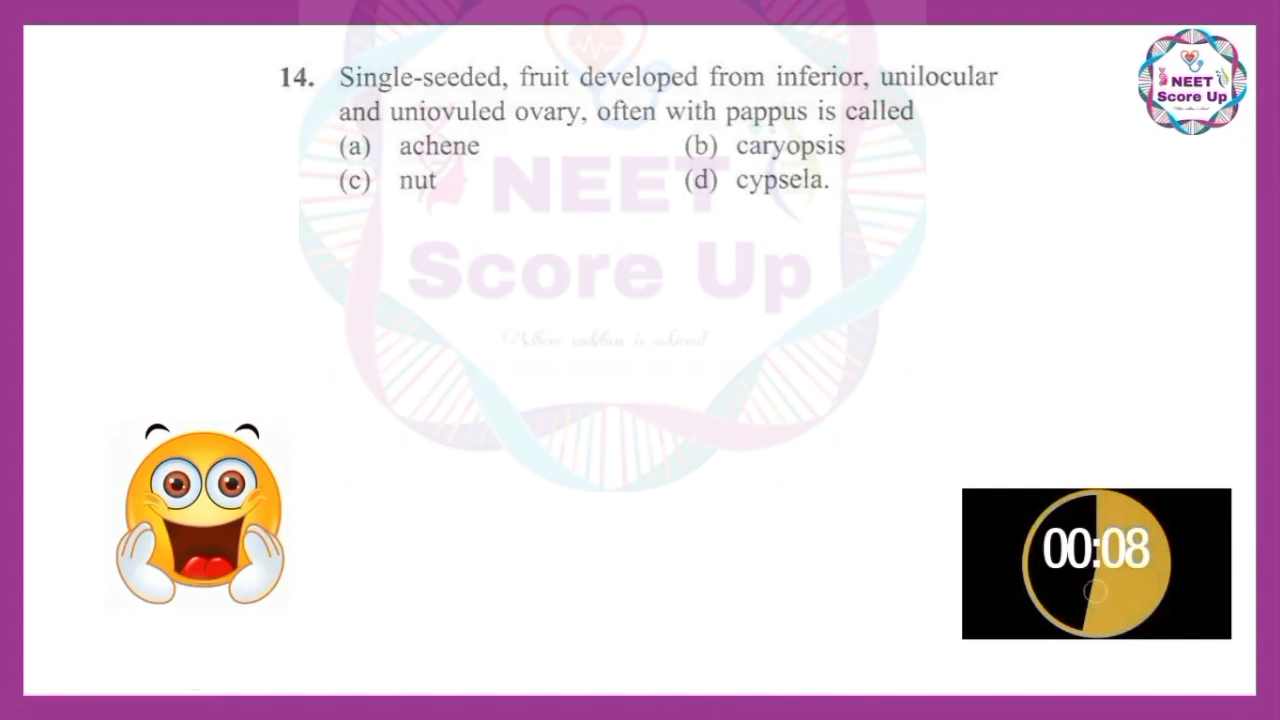 14. Single-seeded, fruit developed from inferior, unilocular
and uniovuled ovary, often with pappus is called
(a) achene (b) caryopsis
(c) nut (d) cypsela.
NEET
Score Up
NEET
Score Up
00:08